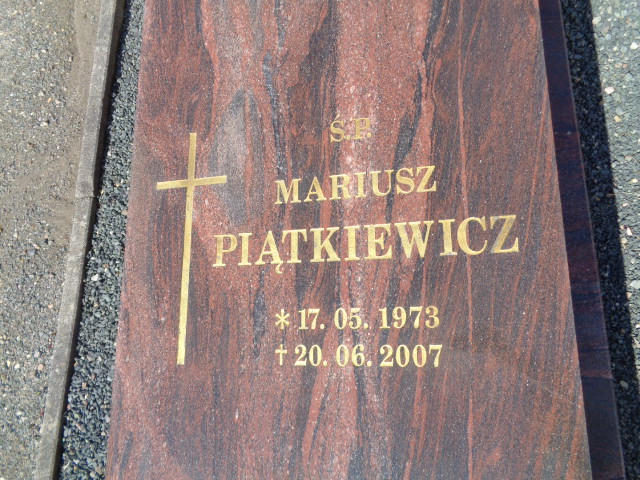 Ś.P.
MARIUSZ
PIĄTKIEWICZ
* 17. 05. 1973
† 20. 06. 2007